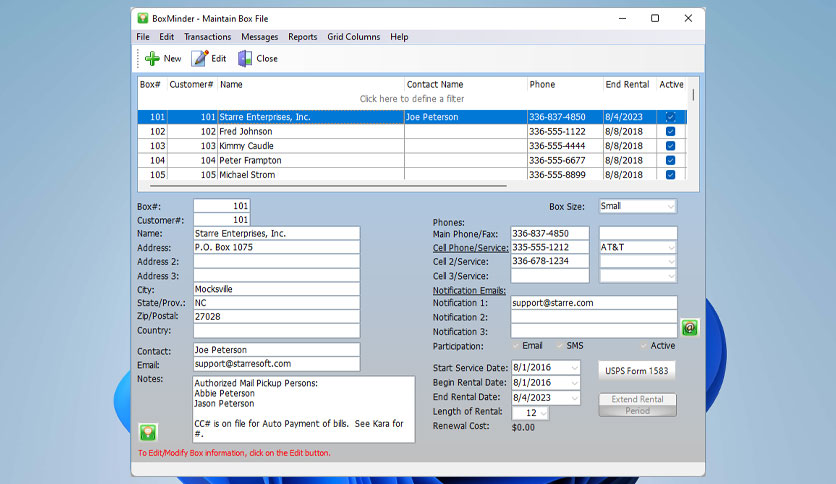 BoxMinder - Maintain Box File
File Edit Transactions Messages Reports Grid Columns Help
New Edit Close
Box# Customer# Name Contact Name Phone End Rental Active
Click here to define a filter
101 101 Starre Enterprises, Inc. Joe Peterson 336-837-4850 8/4/2023
102 102 Fred Johnson 336-555-1122 8/8/2018
103 103 Kimmy Caudle 336-555-4444 8/8/2018
104 104 Peter Frampton 336-555-6677 8/8/2018
105 105 Michael Strom 336-555-8899 8/8/2018
Box#: 101
Customer#: 101
Name: Starre Enterprises, Inc.
Address: P.O. Box 1075
Address 2:
Address 3:
City: Mocksville
State/Prov.: NC
Zip/Postal: 27028
Country:
Contact: Joe Peterson
Email: support@starresoft.com
Notes: Authorized Mail Pickup Persons:
Abbie Peterson
Jason Peterson
CC# is on file for Auto Payment of bills. See Kara for
#.
To Edit/Modify Box information, click on the Edit button.
Box Size: Small
Phones:
Main Phone/Fax: 336-837-4850
Cell Phone/Service: 335-555-1212 AT&T
Cell 2/Service: 336-678-1234
Cell 3/Service:
Notification Emails:
Notification 1: support@starre.com
Notification 2:
Notification 3:
Participation: Email SMS Active
Start Service Date: 8/1/2016
Begin Rental Date: 8/1/2016
End Rental Date: 8/4/2023
Length of Rental: 12
Renewal Cost: $0.00
USPS Form 1583
Extend Rental
Period